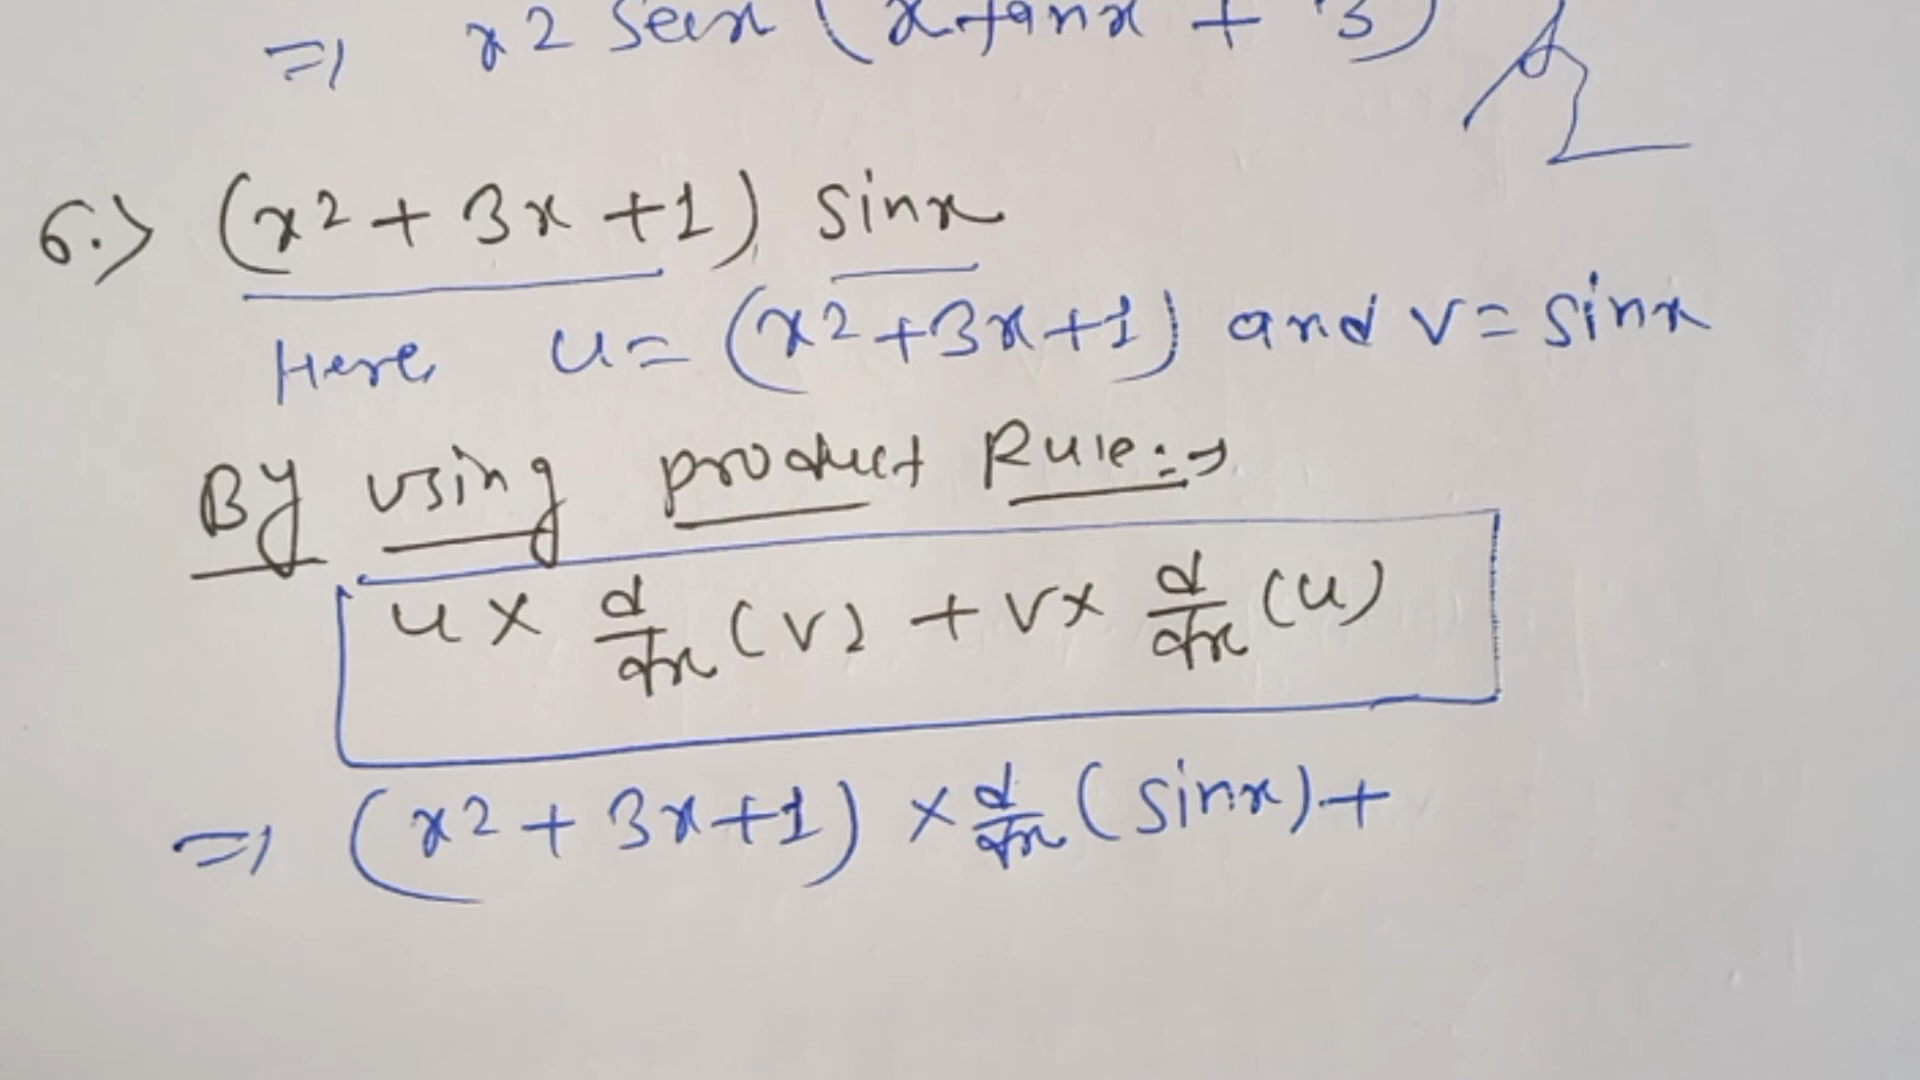 => x2 secx (x tanx + 3)
6.> (x2 + 3x + 1) sinx
Here u = (x2 + 3x + 1) and v = sinx
By using product Rule :→
u × d/dx (v) + v × d/dx (u)
=> (x2 + 3x + 1) × d/dx (sinx) +